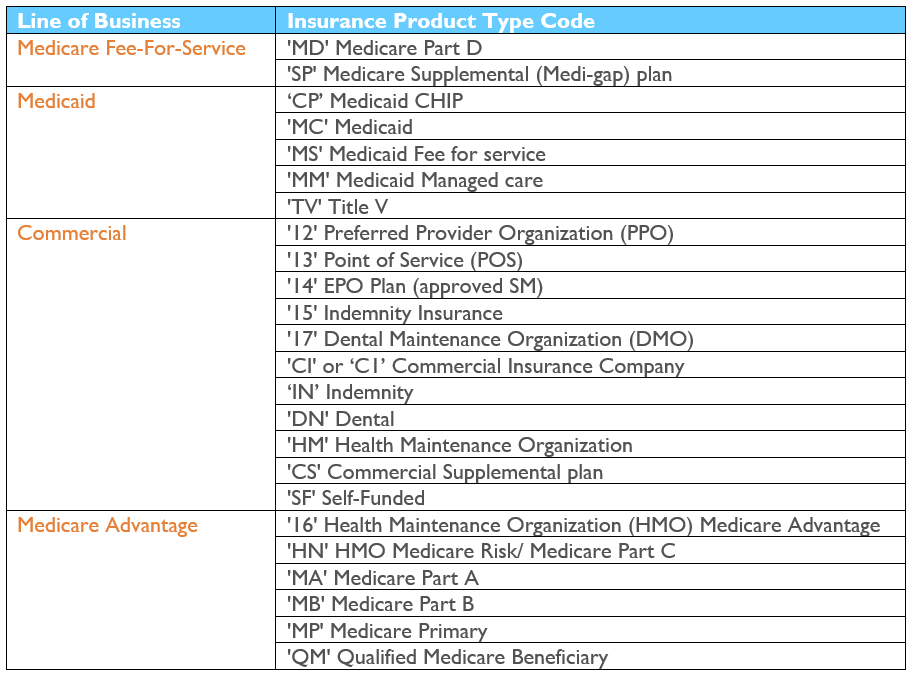 Line of Business Insurance Product Type Code
Medicare Fee-For-Service 'MD' Medicare Part D
'SP' Medicare Supplemental (Medi-gap) plan
Medicaid ‘CP’ Medicaid CHIP
'MC' Medicaid
'MS' Medicaid Fee for service
'MM' Medicaid Managed care
'TV' Title V
Commercial '12' Preferred Provider Organization (PPO)
'13' Point of Service (POS)
'14' EPO Plan (approved SM)
'15' Indemnity Insurance
'17' Dental Maintenance Organization (DMO)
'CI' or ‘C1’ Commercial Insurance Company
‘IN’ Indemnity
'DN' Dental
'HM' Health Maintenance Organization
'CS' Commercial Supplemental plan
'SF' Self-Funded
Medicare Advantage '16' Health Maintenance Organization (HMO) Medicare Advantage
'HN' HMO Medicare Risk/ Medicare Part C
'MA' Medicare Part A
'MB' Medicare Part B
'MP' Medicare Primary
'QM' Qualified Medicare Beneficiary